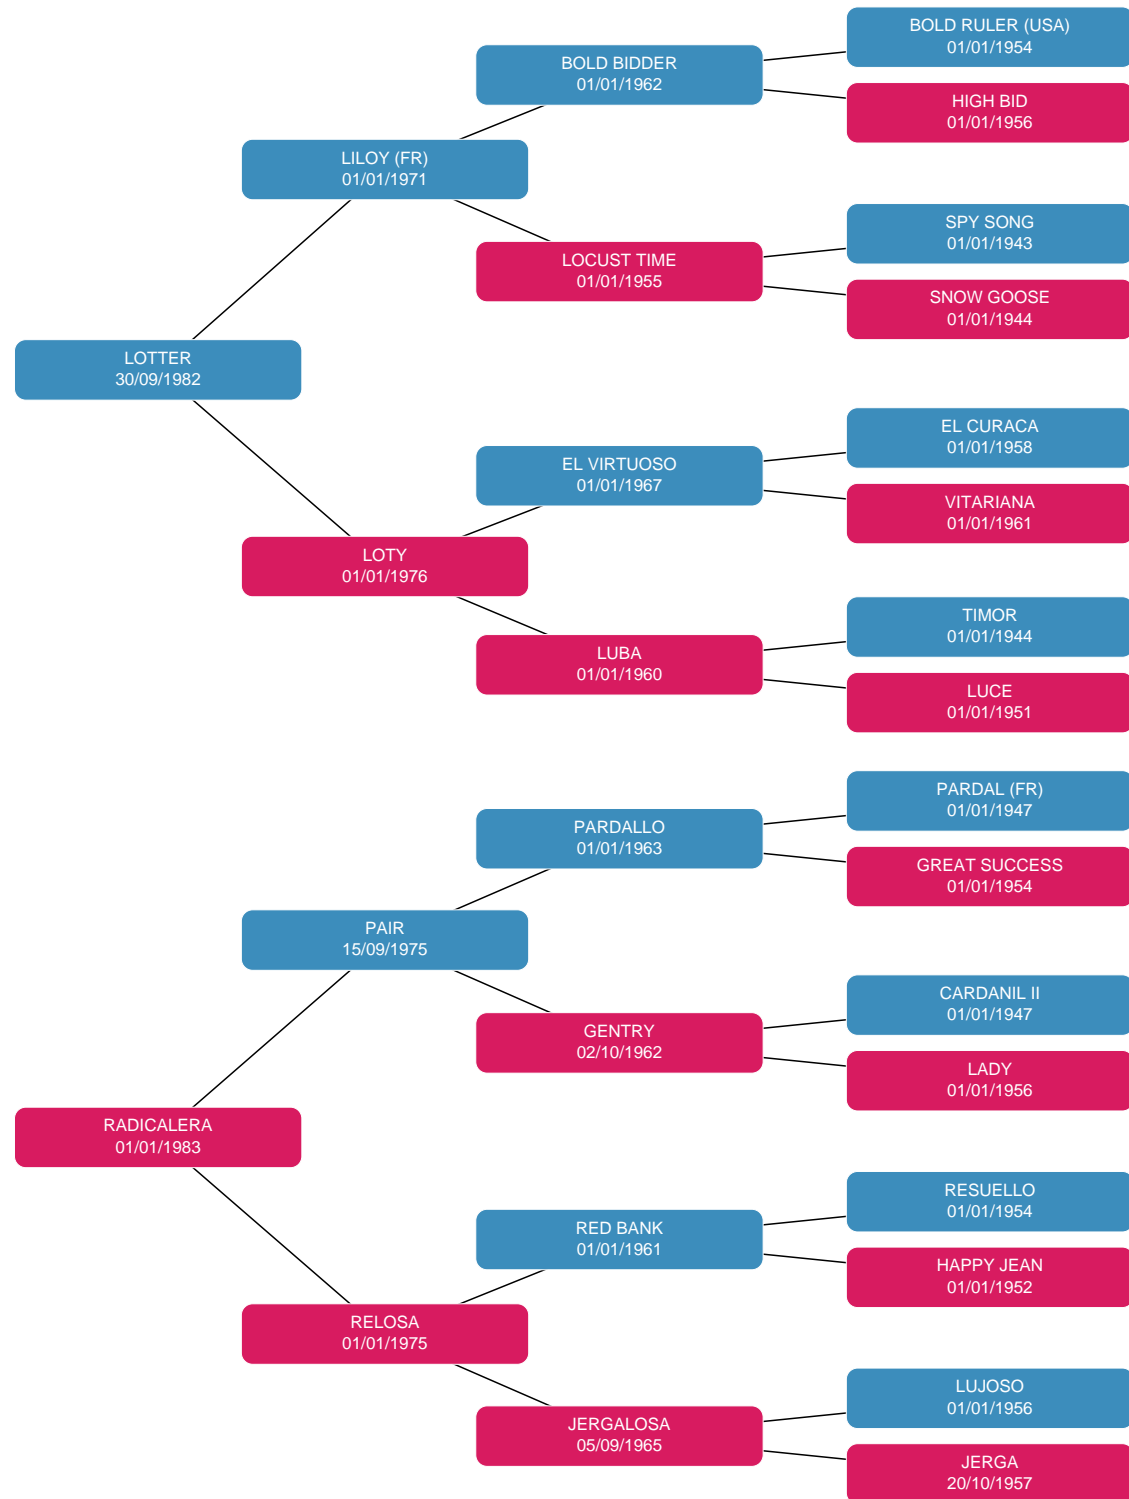 BOLD RULER (USA)
01/01/1954
BOLD BIDDER
01/01/1962
HIGH BID
01/01/1956
LILOY (FR)
01/01/1971
SPY SONG
01/01/1943
LOCUST TIME
01/01/1955
SNOW GOOSE
01/01/1944
LOTTER
30/09/1982
EL CURACA
01/01/1958
EL VIRTUOSO
01/01/1967
VITARIANA
01/01/1961
LOTY
01/01/1976
TIMOR
01/01/1944
LUBA
01/01/1960
LUCE
01/01/1951
PARDAL (FR)
01/01/1947
PARDALLO
01/01/1963
GREAT SUCCESS
01/01/1954
PAIR
15/09/1975
CARDANIL II
01/01/1947
GENTRY
02/10/1962
LADY
01/01/1956
RADICALERA
01/01/1983
RESUELLO
01/01/1954
RED BANK
01/01/1961
HAPPY JEAN
01/01/1952
RELOSA
01/01/1975
LUJOSO
01/01/1956
JERGALOSA
05/09/1965
JERGA
20/10/1957